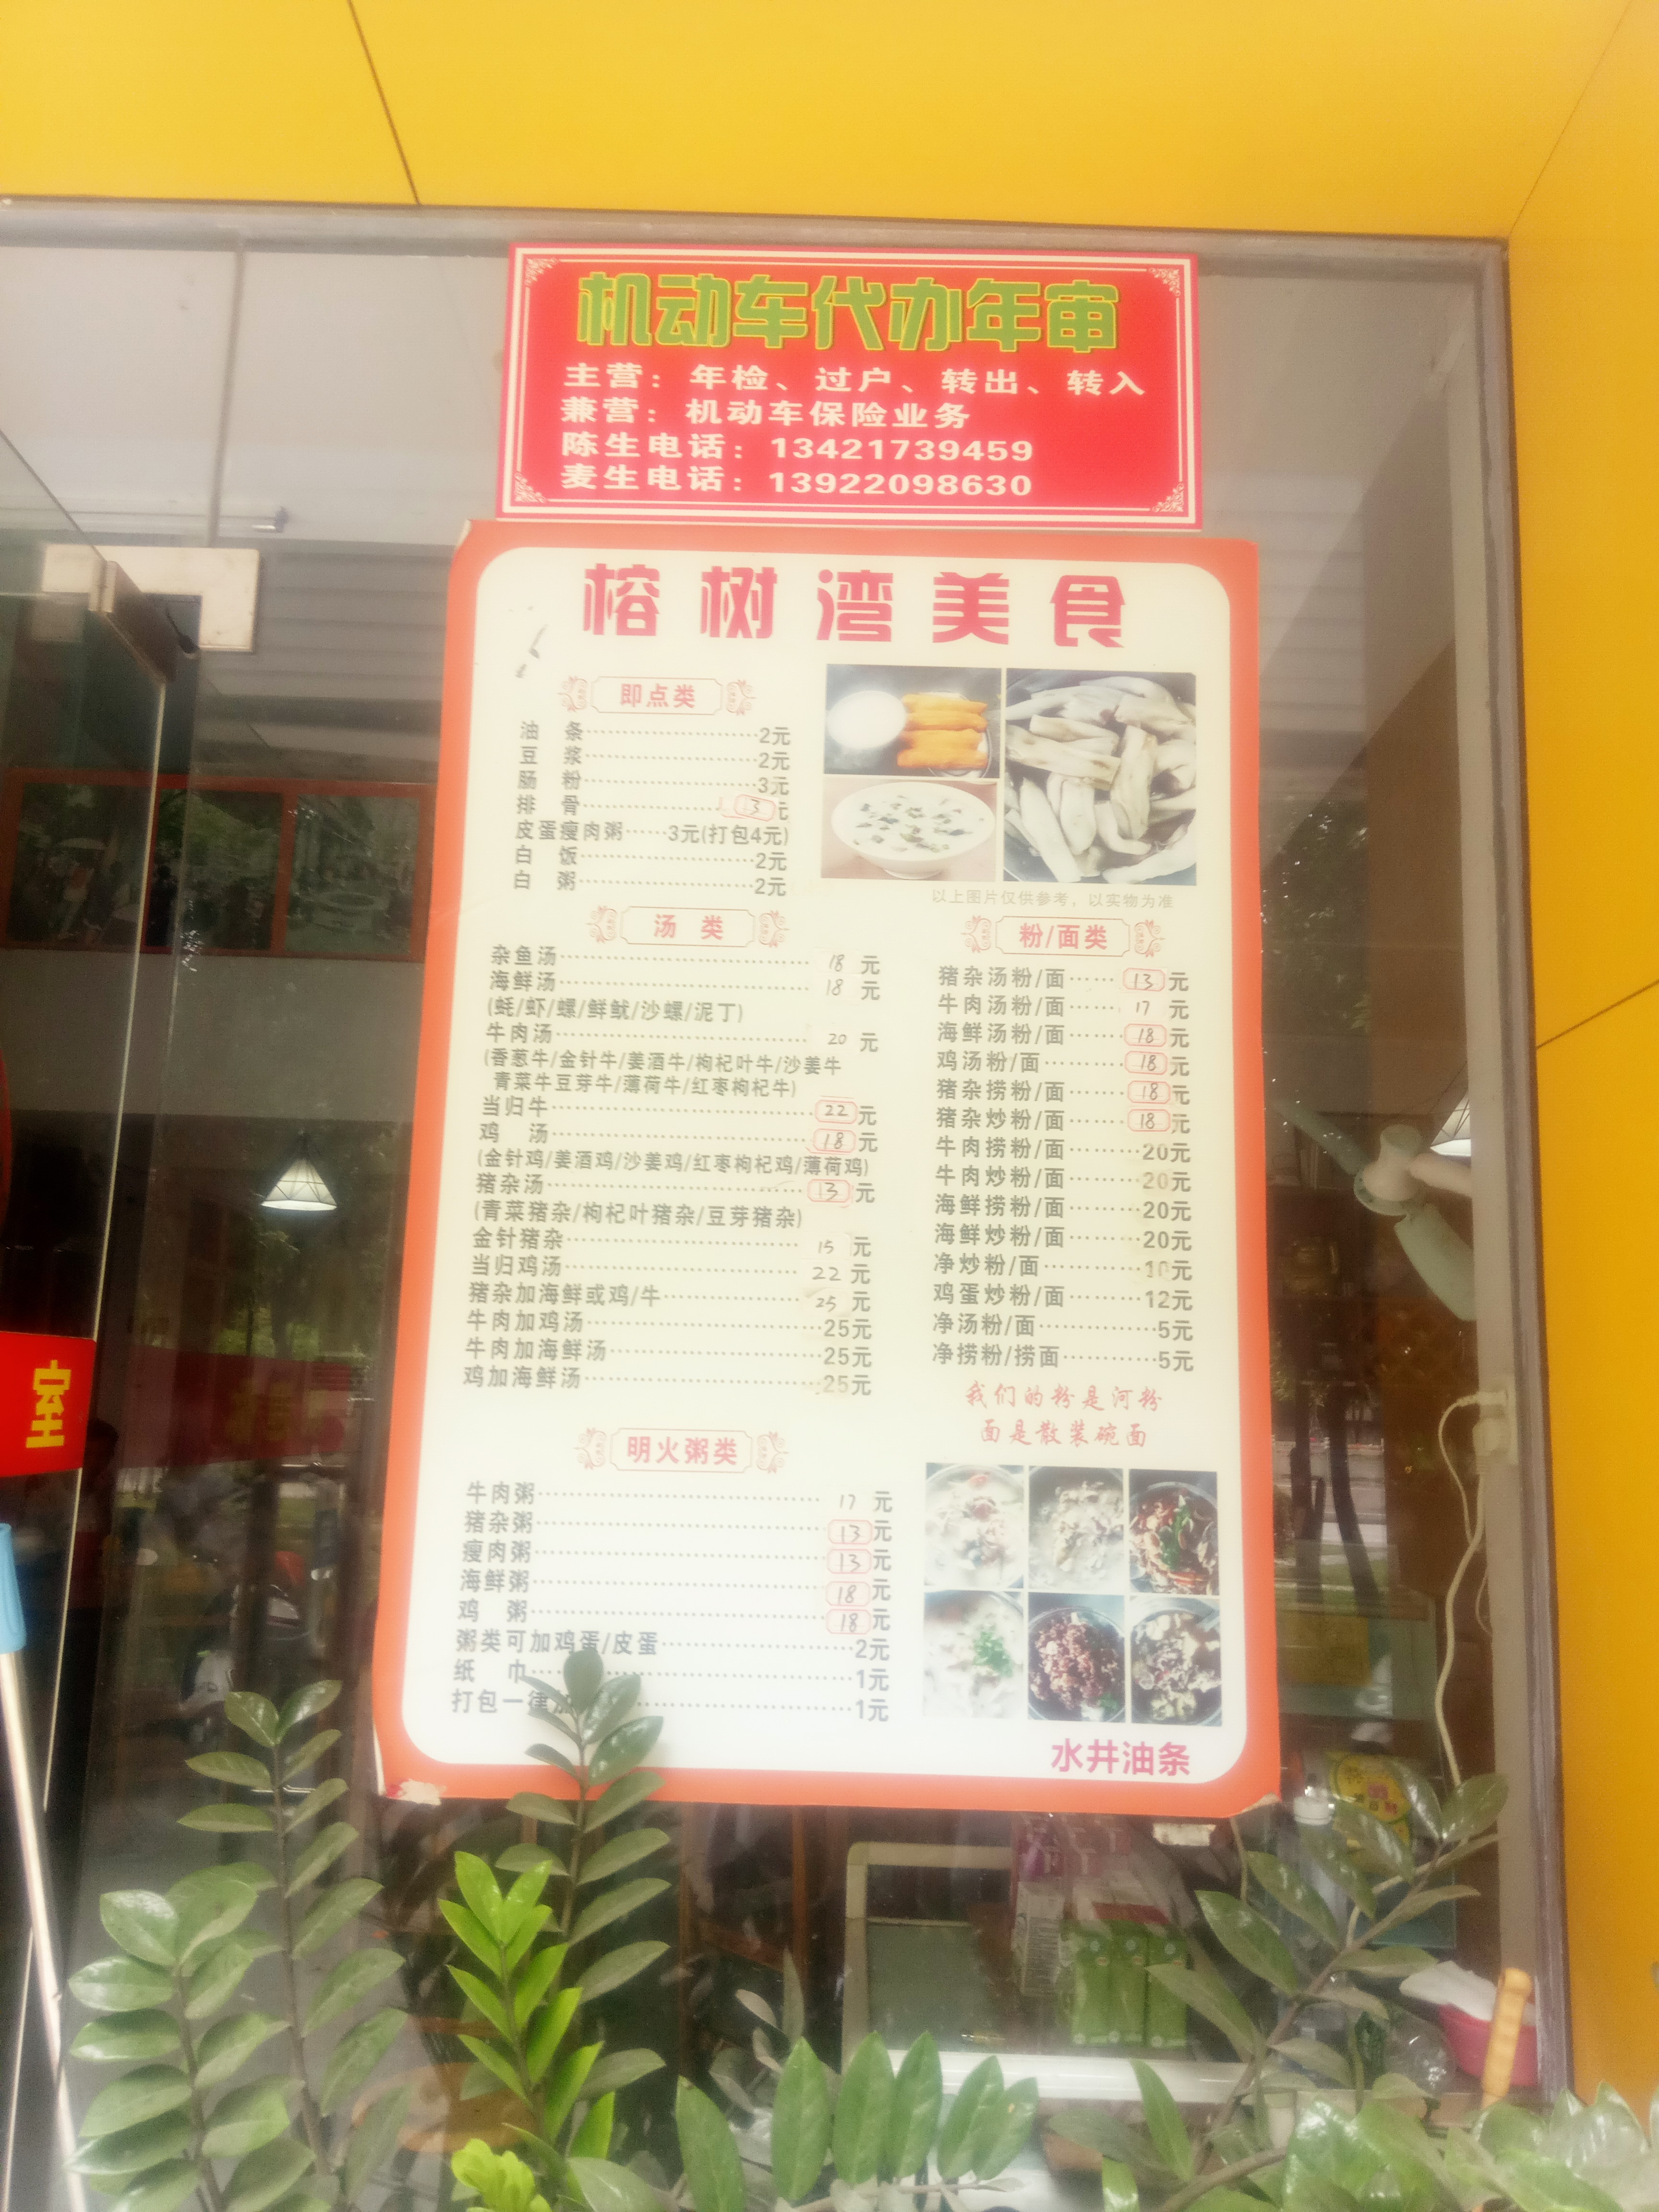 机动车代办年审
主营：年检、过户、转出、转入
兼营：机动车保险业务
陈生电话：13421739459
麦生电话：13922098630
榕树湾美食
即点类
油 条 2元
豆 浆 2元
肠 粉 3元
排 骨 13元
皮蛋瘦肉粥 3元(打包4元)
白 饭 2元
白 粥 2元
以上图片仅供参考，以实物为准
汤 类
杂鱼汤 18 元
海鲜汤 18 元
(蚝/虾/螺/鲜鱿/沙螺/泥丁)
牛肉汤 20 元
(香葱牛/金针牛/姜酒牛/枸杞叶牛/沙姜牛
青菜牛豆芽牛/薄荷牛/红枣枸杞牛)
当归牛 22元
鸡 汤 18元
(金针鸡/姜酒鸡/沙姜鸡/红枣枸杞鸡/薄荷鸡)
猪杂汤 13元
(青菜猪杂/枸杞叶猪杂/豆芽猪杂)
金针猪杂 15 元
当归鸡汤 22 元
猪杂加海鲜或鸡/牛 25 元
牛肉加鸡汤 25元
牛肉加海鲜汤 25元
鸡加海鲜汤 25元
粉/面类
猪杂汤粉/面 13元
牛肉汤粉/面 17 元
海鲜汤粉/面 18元
鸡汤粉/面 18元
猪杂捞粉/面 18元
猪杂炒粉/面 18元
牛肉捞粉/面 20元
牛肉炒粉/面 20元
海鲜捞粉/面 20元
海鲜炒粉/面 20元
净炒粉/面 10元
鸡蛋炒粉/面 12元
净汤粉/面 5元
净捞粉/捞面 5元
我们的粉是河粉
面是散装碗面
明火粥类
牛肉粥 17 元
猪杂粥 13元
瘦肉粥 13元
海鲜粥 18元
鸡 粥 18元
粥类可加鸡蛋/皮蛋 2元
纸 巾 1元
打包一律加 1元
水井油条
室